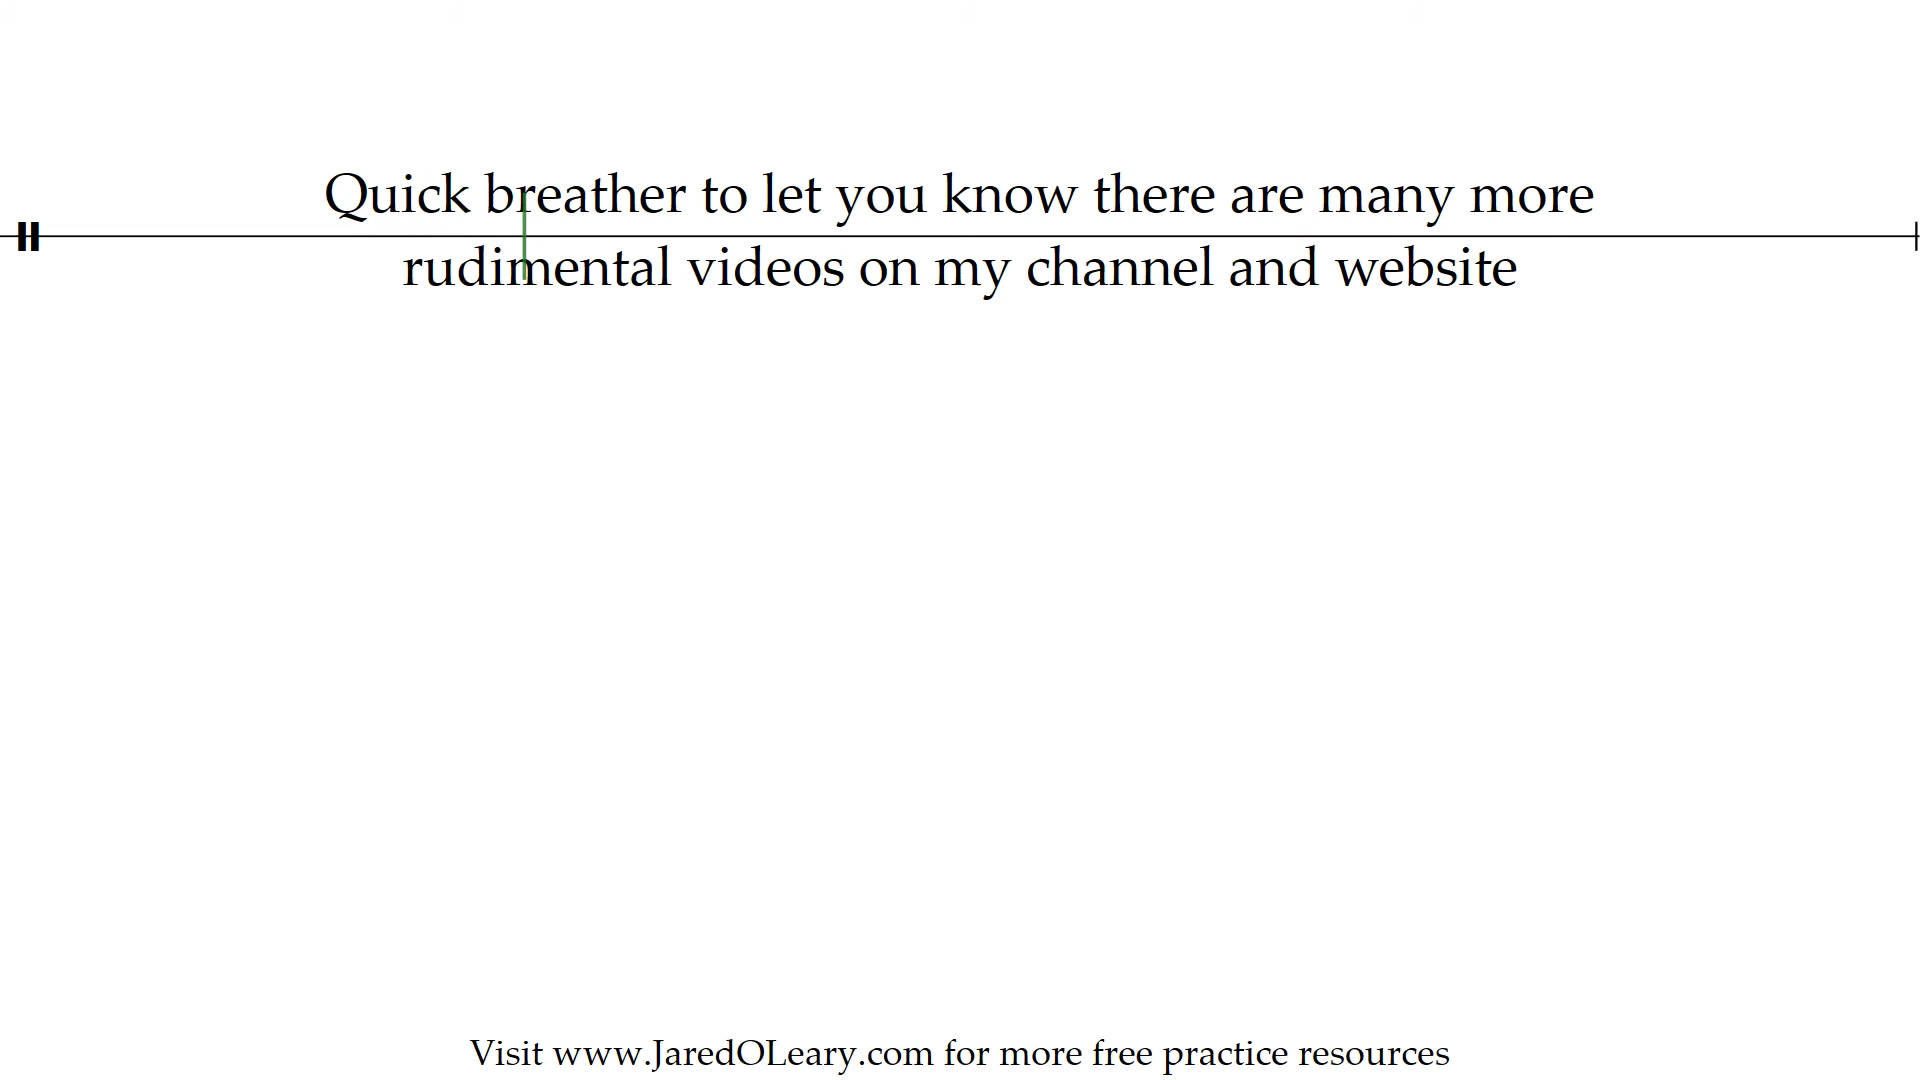 Quick breather to let you know there are many more
rudimental videos on my channel and website
Visit www.JaredOLeary.com for more free practice resources